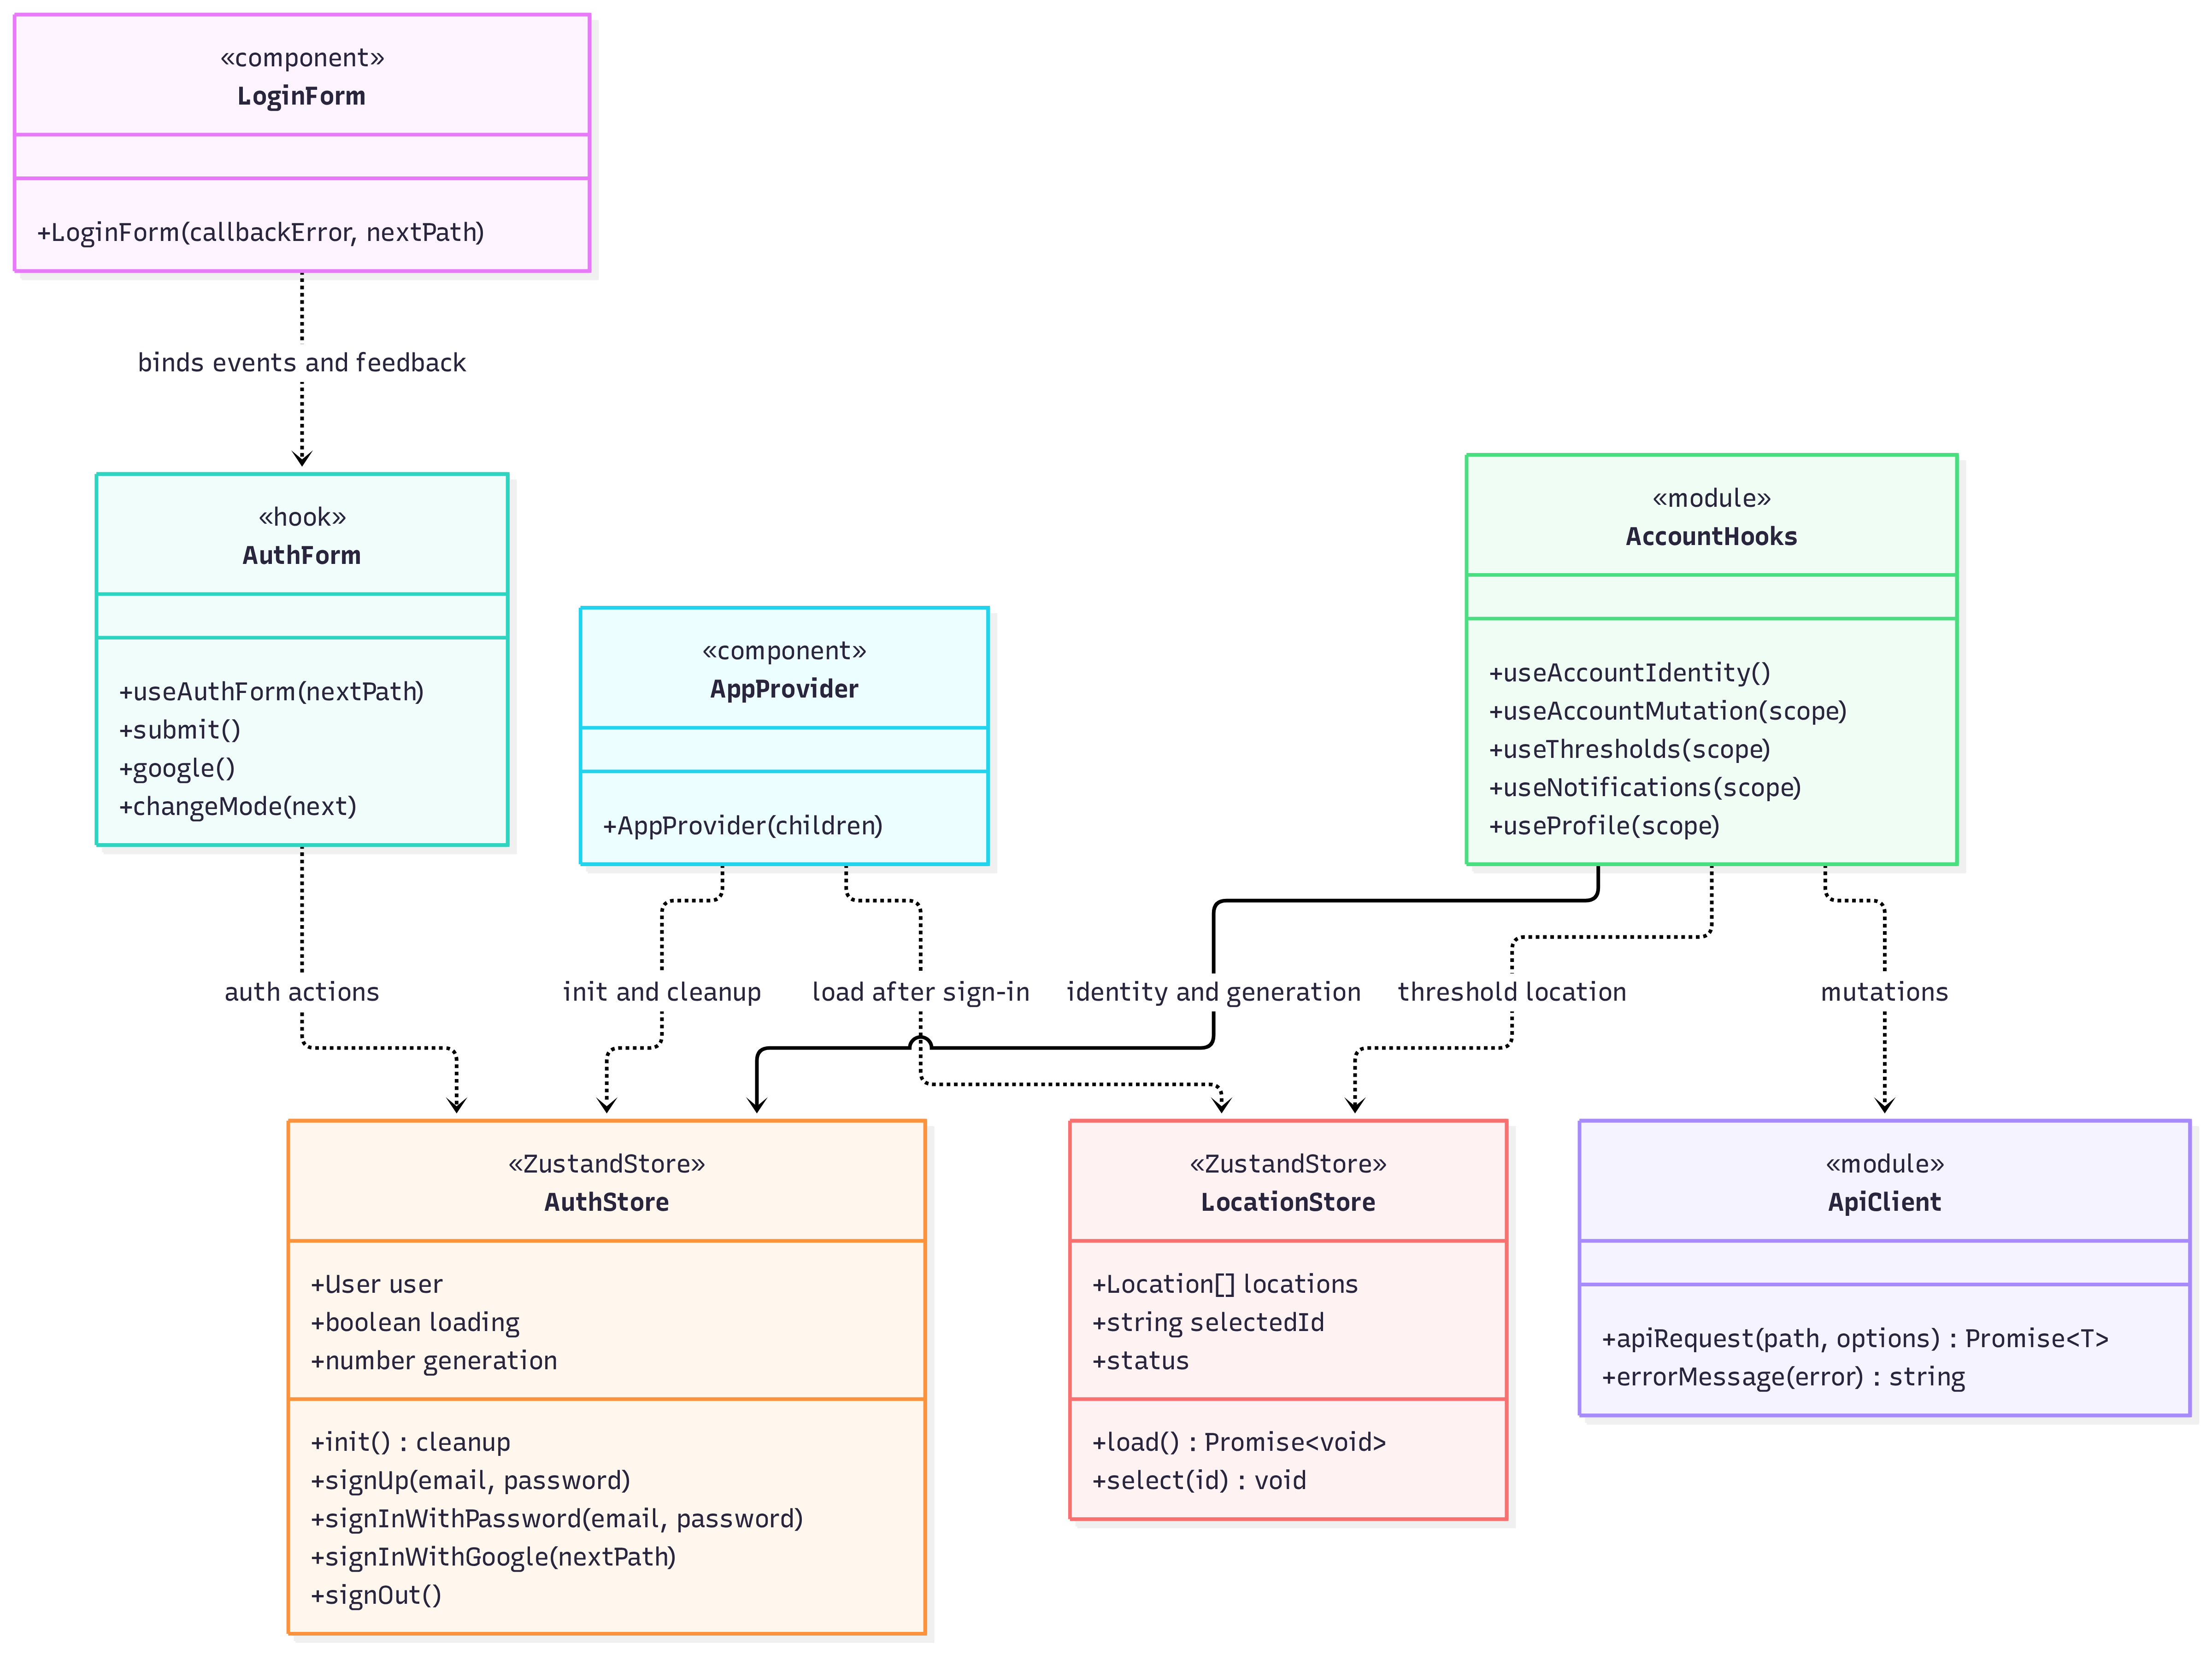 «component»
LoginForm
+LoginForm(callbackError, nextPath)
binds events and feedback
«hook»
AuthForm
+useAuthForm(nextPath)
+submit()
+google()
+changeMode(next)
«component»
AppProvider
+AppProvider(children)
«module»
AccountHooks
+useAccountIdentity()
+useAccountMutation(scope)
+useThresholds(scope)
+useNotifications(scope)
+useProfile(scope)
auth actions
init and cleanup
load after sign-in
identity and generation
threshold location
mutations
«ZustandStore»
AuthStore
+User user
+boolean loading
+number generation
+init() : cleanup
+signUp(email, password)
+signInWithPassword(email, password)
+signInWithGoogle(nextPath)
+signOut()
«ZustandStore»
LocationStore
+Location[] locations
+string selectedId
+status
+load() : Promise<void>
+select(id) : void
«module»
ApiClient
+apiRequest(path, options) : Promise<T>
+errorMessage(error) : string